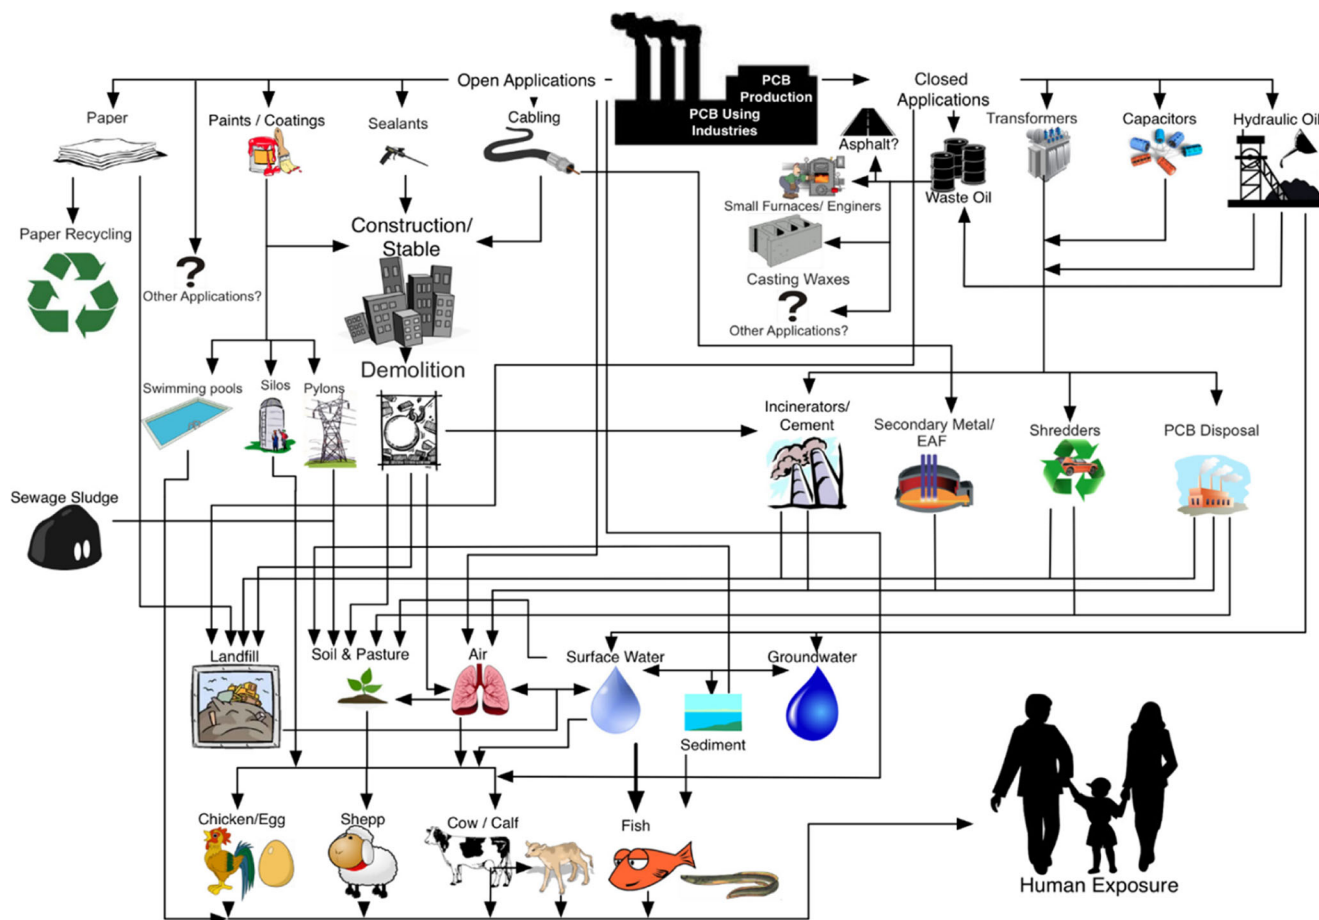 Open Applications
PCB
Production
PCB Using
Industries
Closed
Applications
Paper
Paints / Coatings
Sealants
Cabling
Asphalt?
Transformers
Capacitors
Hydraulic Oil
Small Furnaces/ Enginers
Waste Oil
Paper Recycling
Construction/
Stable
Casting Waxes
?
Other Applications?
?
Other Applications?
Demolition
Swimming pools
Silos
Pylons
Incinerators/
Cement
Secondary Metal/
EAF
Shredders
PCB Disposal
Sewage Sludge
Landfill
Soil & Pasture
Air
Surface Water
Groundwater
Sediment
Chicken/Egg
Shepp
Cow / Calf
Fish
Human Exposure